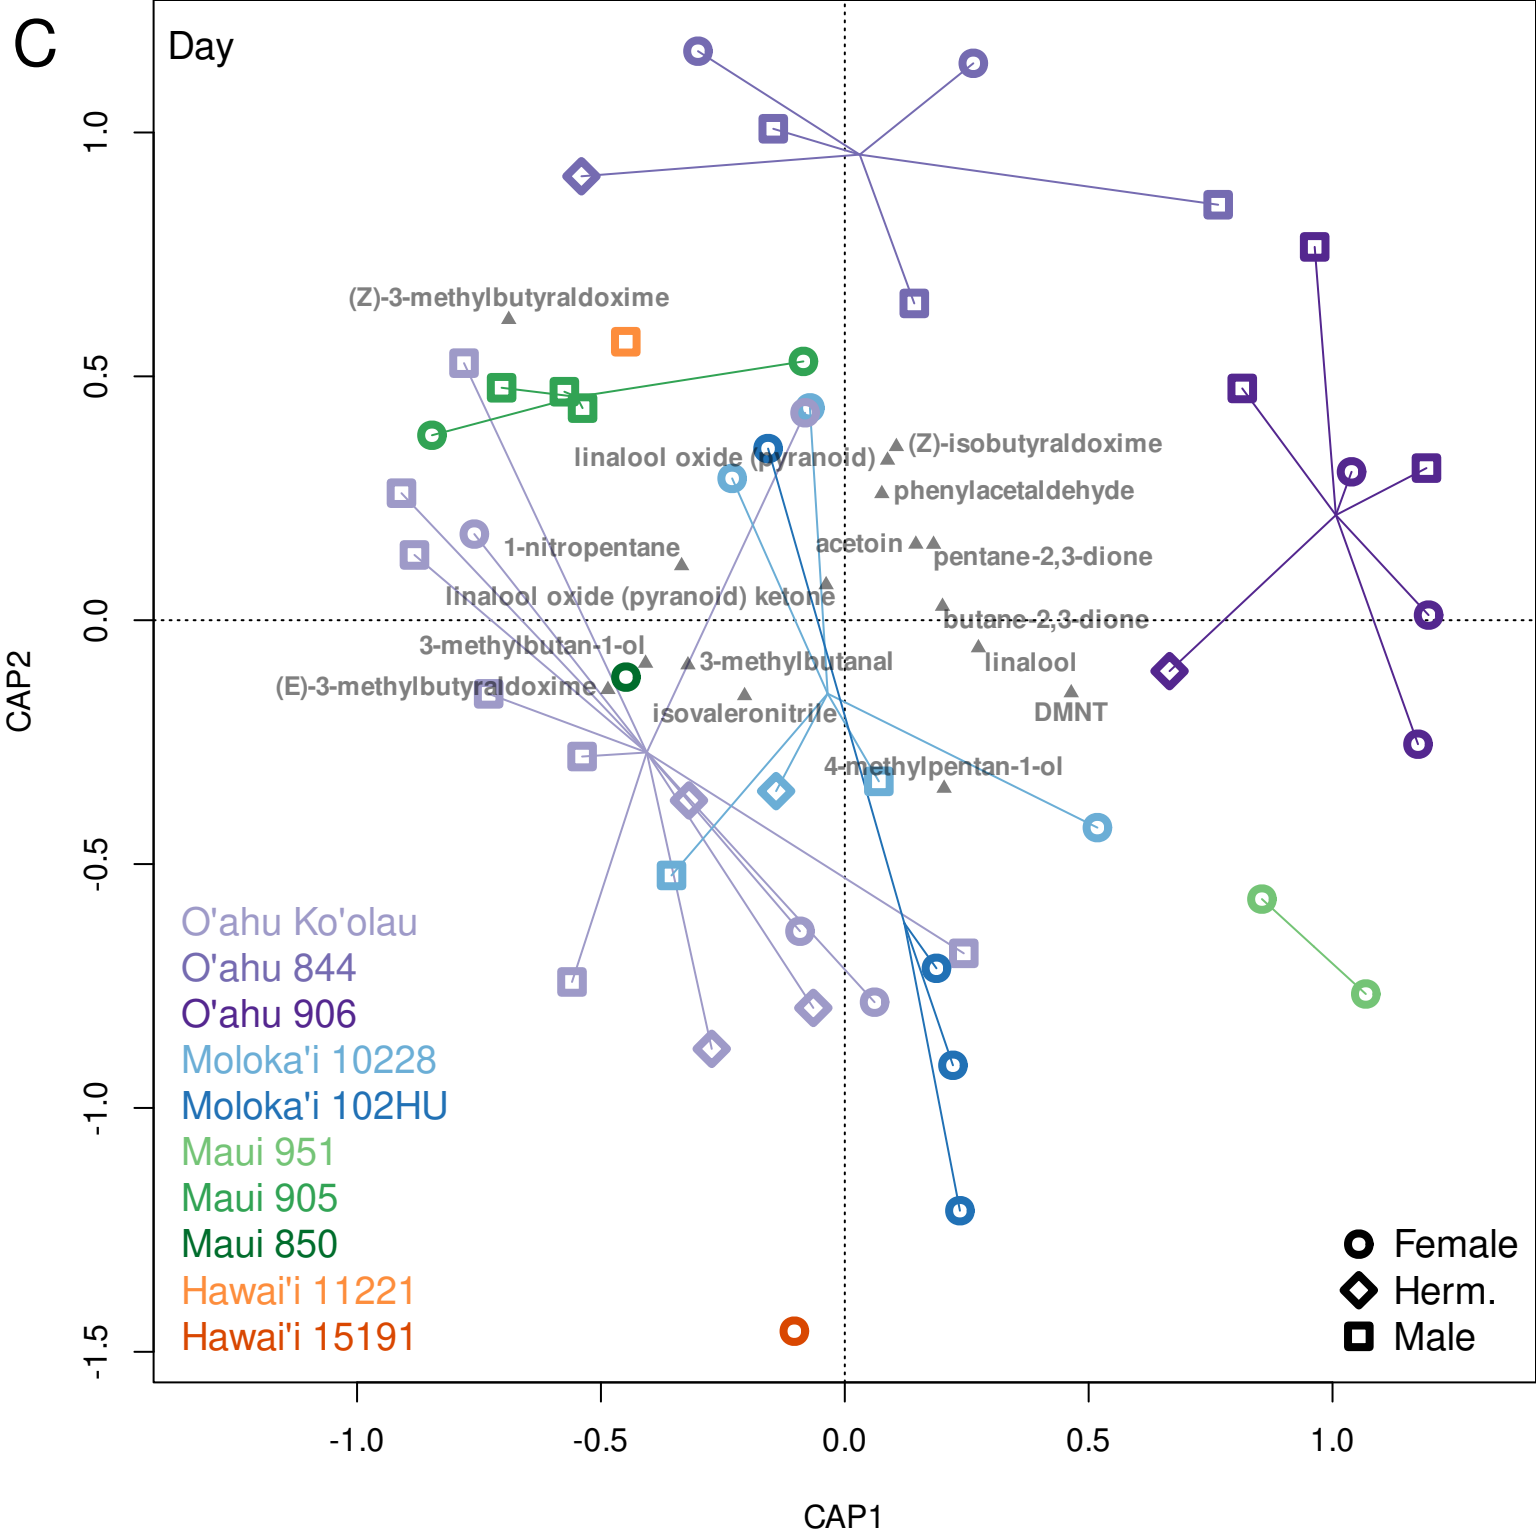 C
Day
(Z)-3-methylbutyraldoxime
(Z)-isobutyraldoxime
linalool oxide (pyranoid)
phenylacetaldehyde
acetoin
1-nitropentane
pentane-2,3-dione
linalool oxide (pyranoid) ketone
butane-2,3-dione
3-methylbutan-1-ol
3-methylbutanal
linalool
(E)-3-methylbutyraldoxime
isovaleronitrile
DMNT
4-methylpentan-1-ol
O'ahu Ko'olau
O'ahu 844
O'ahu 906
Moloka'i 10228
Moloka'i 102HU
Maui 951
Maui 905
Maui 850
Hawai'i 11221
Hawai'i 15191
Female
Herm.
Male
1.0
0.5
0.0
-0.5
-1.0
-1.5
CAP2
-1.0 -0.5 0.0 0.5 1.0
CAP1